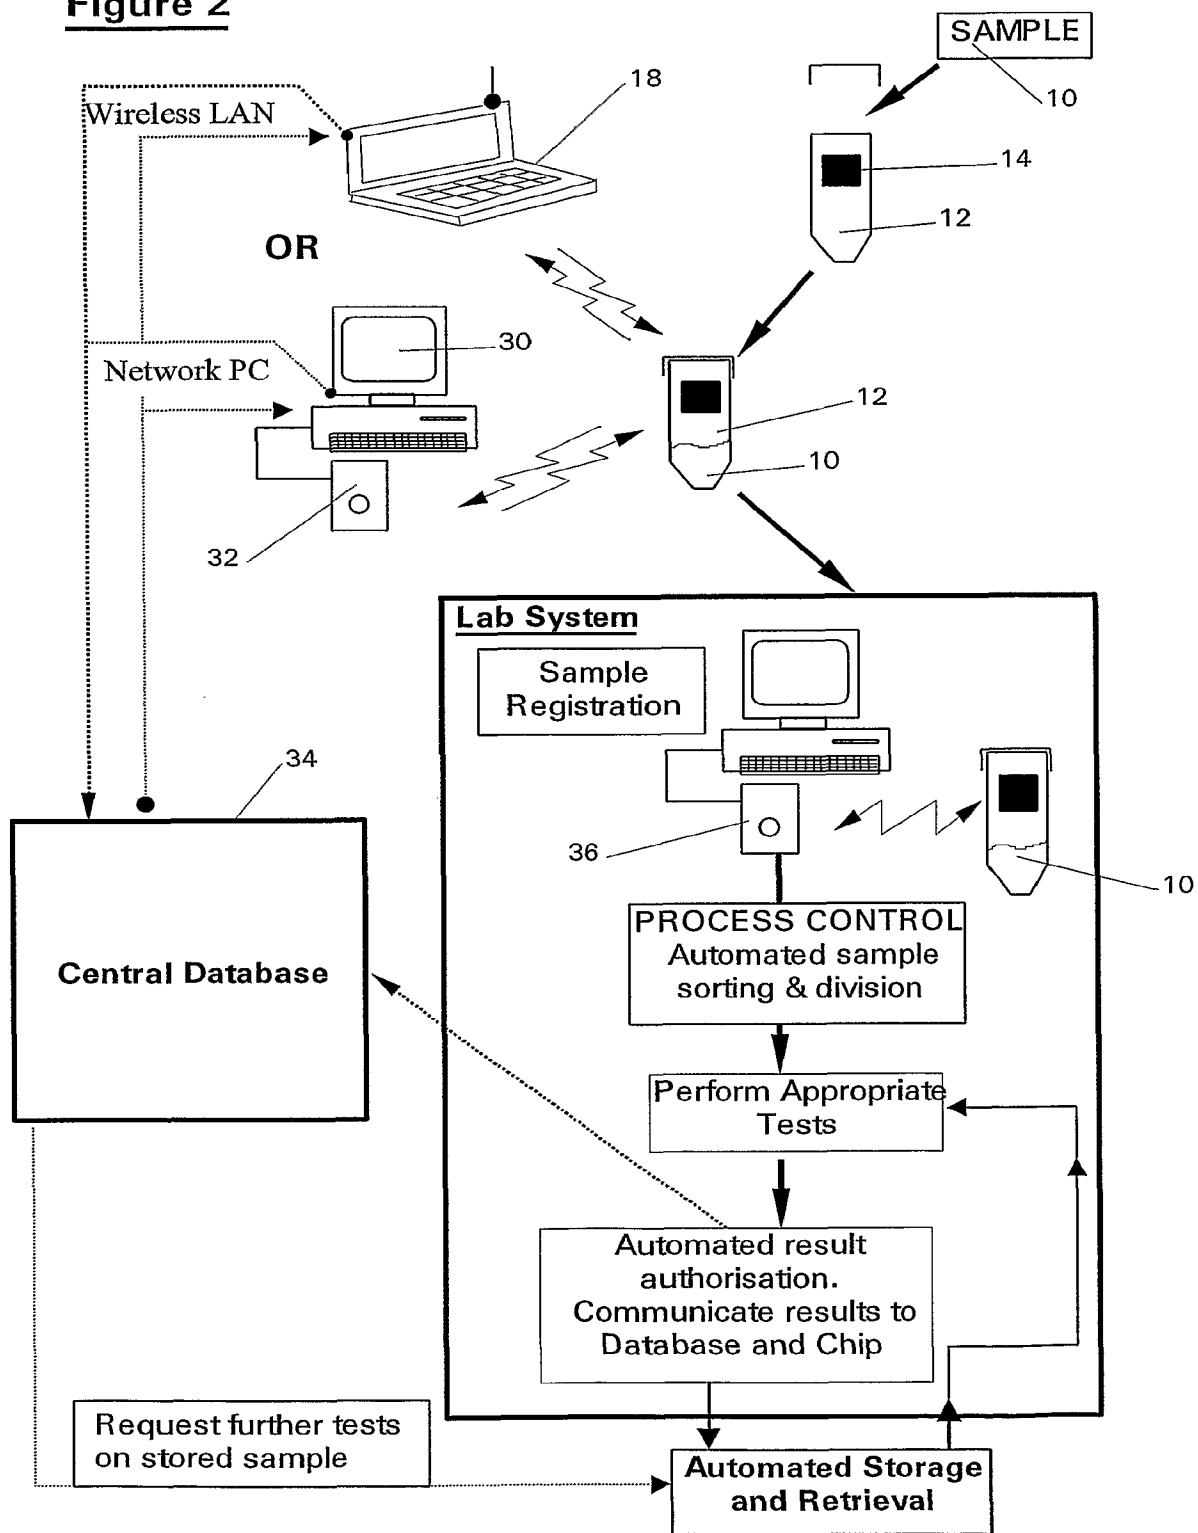 Figure 2
SAMPLE
10
18
Wireless LAN
14
12
OR
30
Network PC
12
10
32
Lab System
Sample
Registration
34
36
10
PROCESS CONTROL
Automated sample
sorting & division
Central Database
Perform Appropriate
Tests
Automated result
authorisation.
Communicate results to
Database and Chip
Request further tests
on stored sample
Automated Storage
and Retrieval